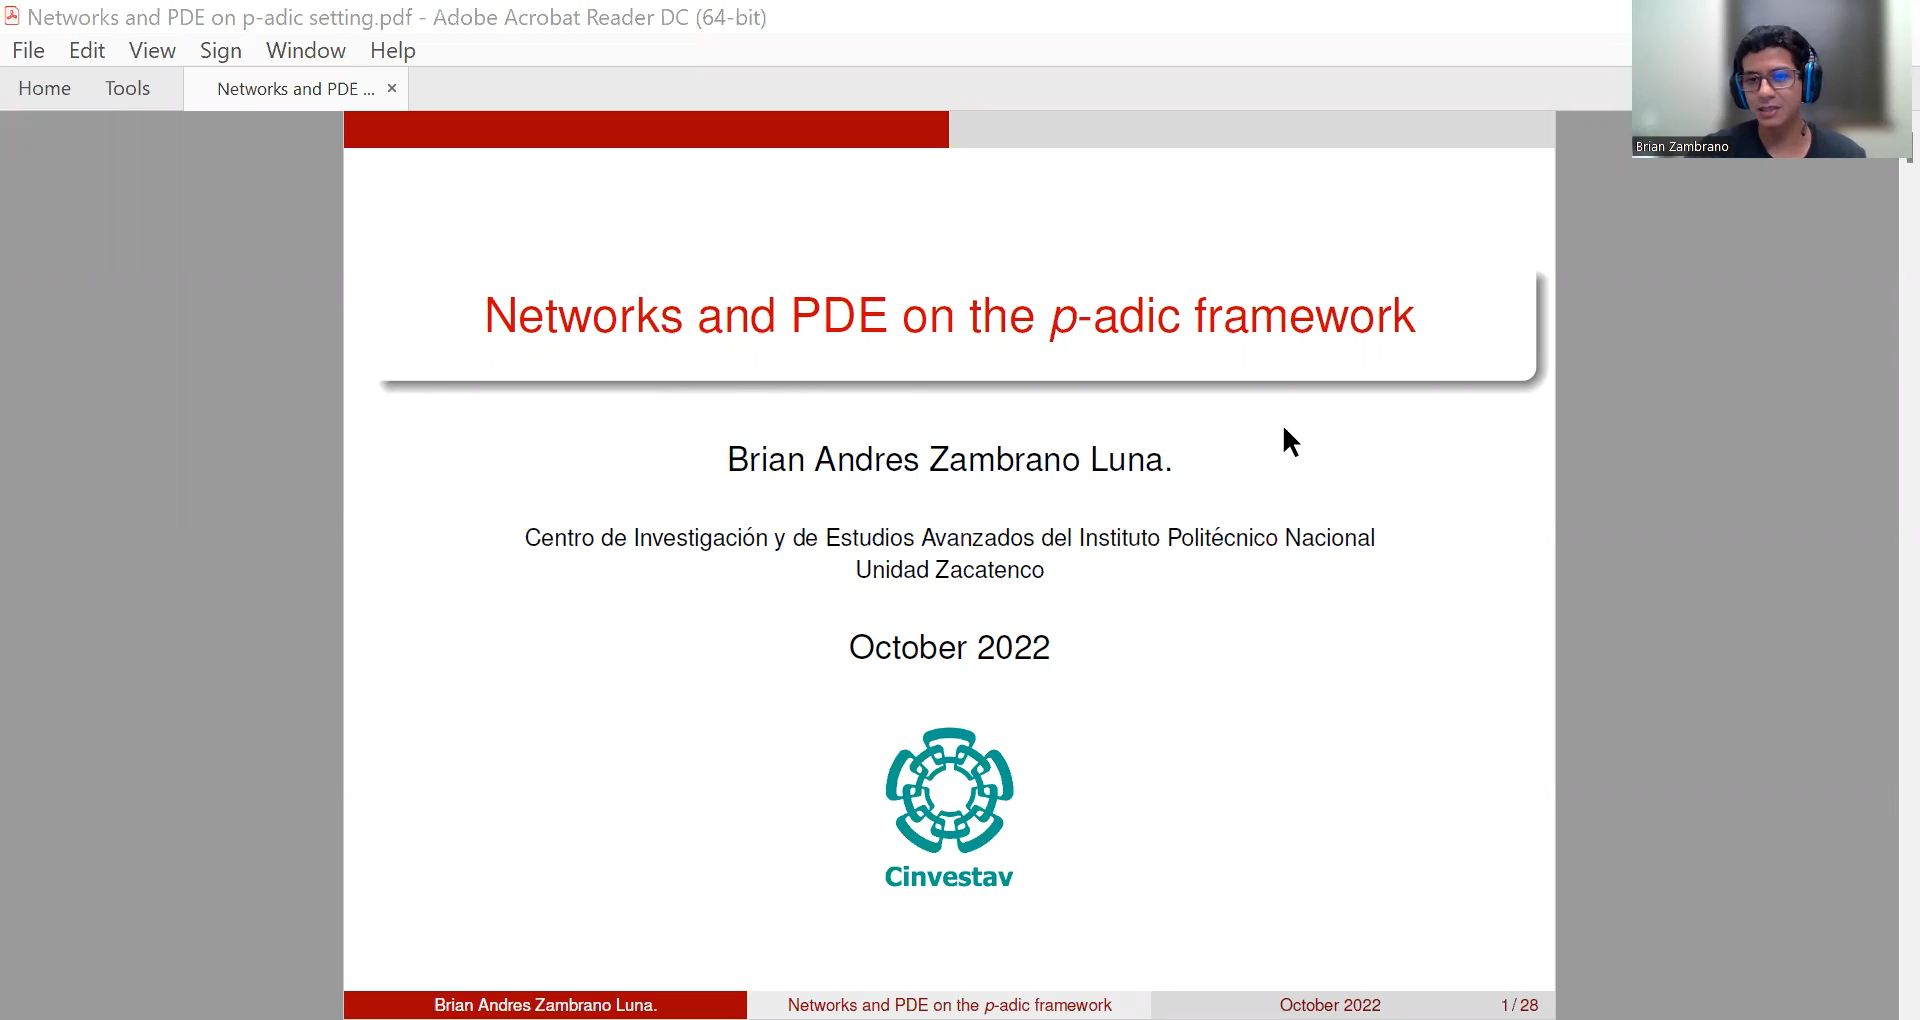 Networks and PDE on p-adic setting.pdf - Adobe Acrobat Reader DC (64-bit)
File Edit View Sign Window Help
Home Tools Networks and PDE ... ×
Brian Zambrano
Networks and PDE on the p-adic framework
Brian Andres Zambrano Luna.
Centro de Investigación y de Estudios Avanzados del Instituto Politécnico Nacional
Unidad Zacatenco
October 2022
Cinvestav
Brian Andres Zambrano Luna. Networks and PDE on the p-adic framework October 2022 1 / 28